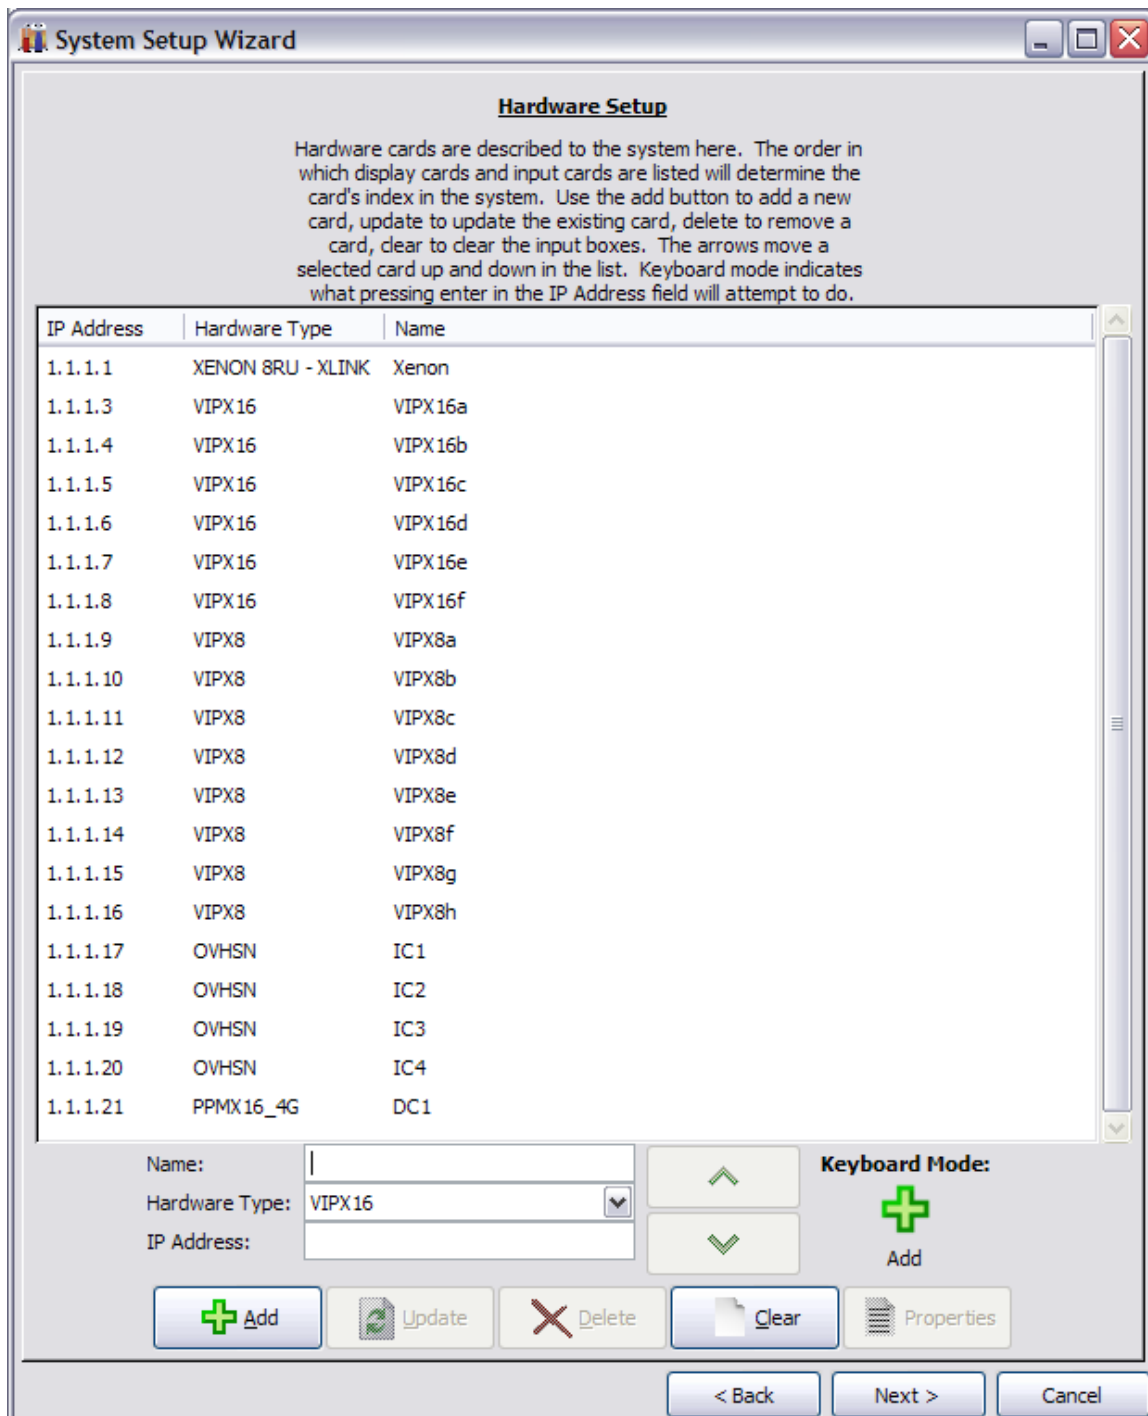 System Setup Wizard
Hardware Setup
Hardware cards are described to the system here.  The order in
which display cards and input cards are listed will determine the
card's index in the system.  Use the add button to add a new
card, update to update the existing card, delete to remove a
card, clear to clear the input boxes.  The arrows move a
selected card up and down in the list.  Keyboard mode indicates
what pressing enter in the IP Address field will attempt to do.
IP Address Hardware Type Name
1.1.1.1 XENON 8RU - XLINK Xenon
1.1.1.3 VIPX16 VIPX16a
1.1.1.4 VIPX16 VIPX16b
1.1.1.5 VIPX16 VIPX16c
1.1.1.6 VIPX16 VIPX16d
1.1.1.7 VIPX16 VIPX16e
1.1.1.8 VIPX16 VIPX16f
1.1.1.9 VIPX8 VIPX8a
1.1.1.10 VIPX8 VIPX8b
1.1.1.11 VIPX8 VIPX8c
1.1.1.12 VIPX8 VIPX8d
1.1.1.13 VIPX8 VIPX8e
1.1.1.14 VIPX8 VIPX8f
1.1.1.15 VIPX8 VIPX8g
1.1.1.16 VIPX8 VIPX8h
1.1.1.17 OVHSN IC1
1.1.1.18 OVHSN IC2
1.1.1.19 OVHSN IC3
1.1.1.20 OVHSN IC4
1.1.1.21 PPMX16_4G DC1
Name:
Hardware Type: VIPX16
IP Address:
Keyboard Mode:
Add
Add Update Delete Clear Properties
< Back Next > Cancel